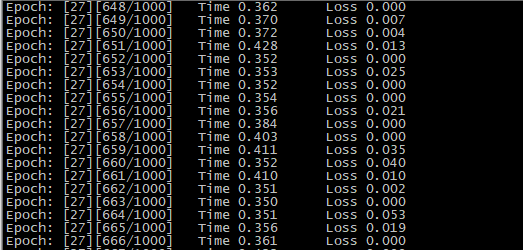 Epoch: [27][648/1000] Time 0.362 Loss 0.000
Epoch: [27][649/1000] Time 0.370 Loss 0.007
Epoch: [27][650/1000] Time 0.372 Loss 0.004
Epoch: [27][651/1000] Time 0.428 Loss 0.013
Epoch: [27][652/1000] Time 0.352 Loss 0.000
Epoch: [27][653/1000] Time 0.353 Loss 0.025
Epoch: [27][654/1000] Time 0.352 Loss 0.000
Epoch: [27][655/1000] Time 0.354 Loss 0.000
Epoch: [27][656/1000] Time 0.356 Loss 0.021
Epoch: [27][657/1000] Time 0.384 Loss 0.000
Epoch: [27][658/1000] Time 0.403 Loss 0.000
Epoch: [27][659/1000] Time 0.411 Loss 0.035
Epoch: [27][660/1000] Time 0.352 Loss 0.040
Epoch: [27][661/1000] Time 0.410 Loss 0.010
Epoch: [27][662/1000] Time 0.351 Loss 0.002
Epoch: [27][663/1000] Time 0.350 Loss 0.000
Epoch: [27][664/1000] Time 0.351 Loss 0.053
Epoch: [27][665/1000] Time 0.356 Loss 0.019
Epoch: [27][666/1000] Time 0.361 Loss 0.000